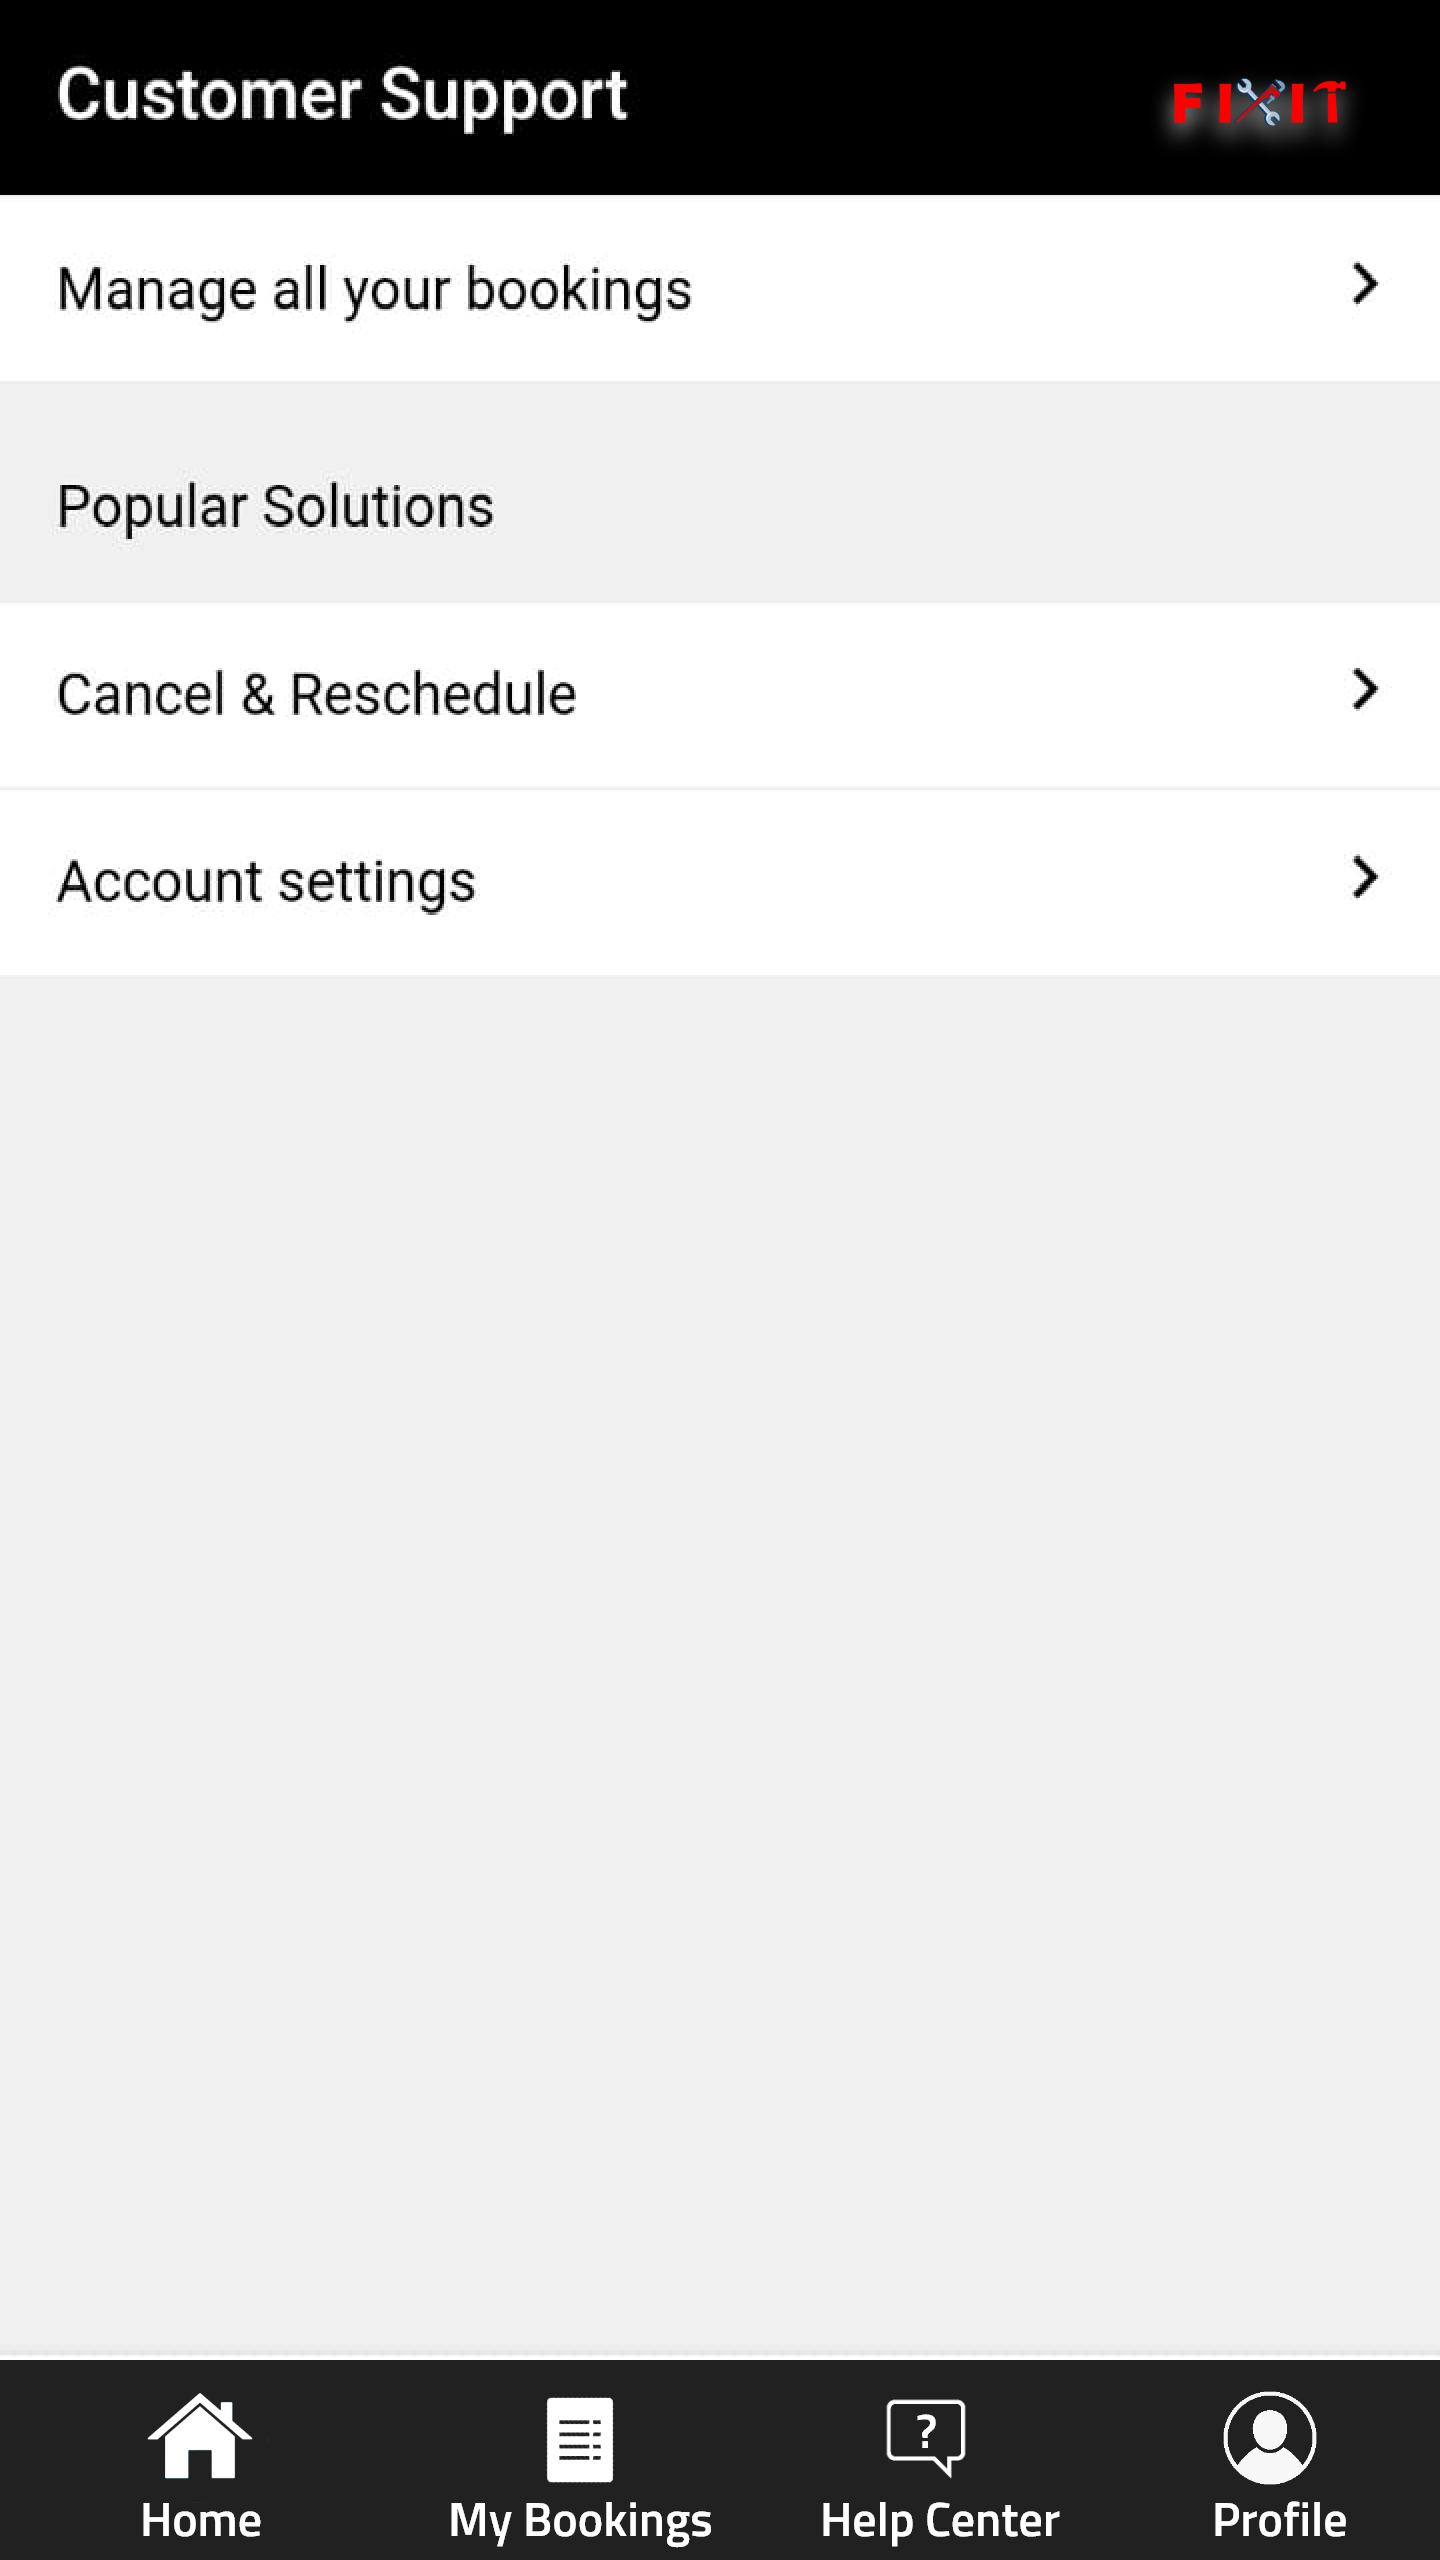 Customer Support
FIXIT
Manage all your bookings
Popular Solutions
Cancel & Reschedule
Account settings
?
Home
My Bookings
Help Center
Profile